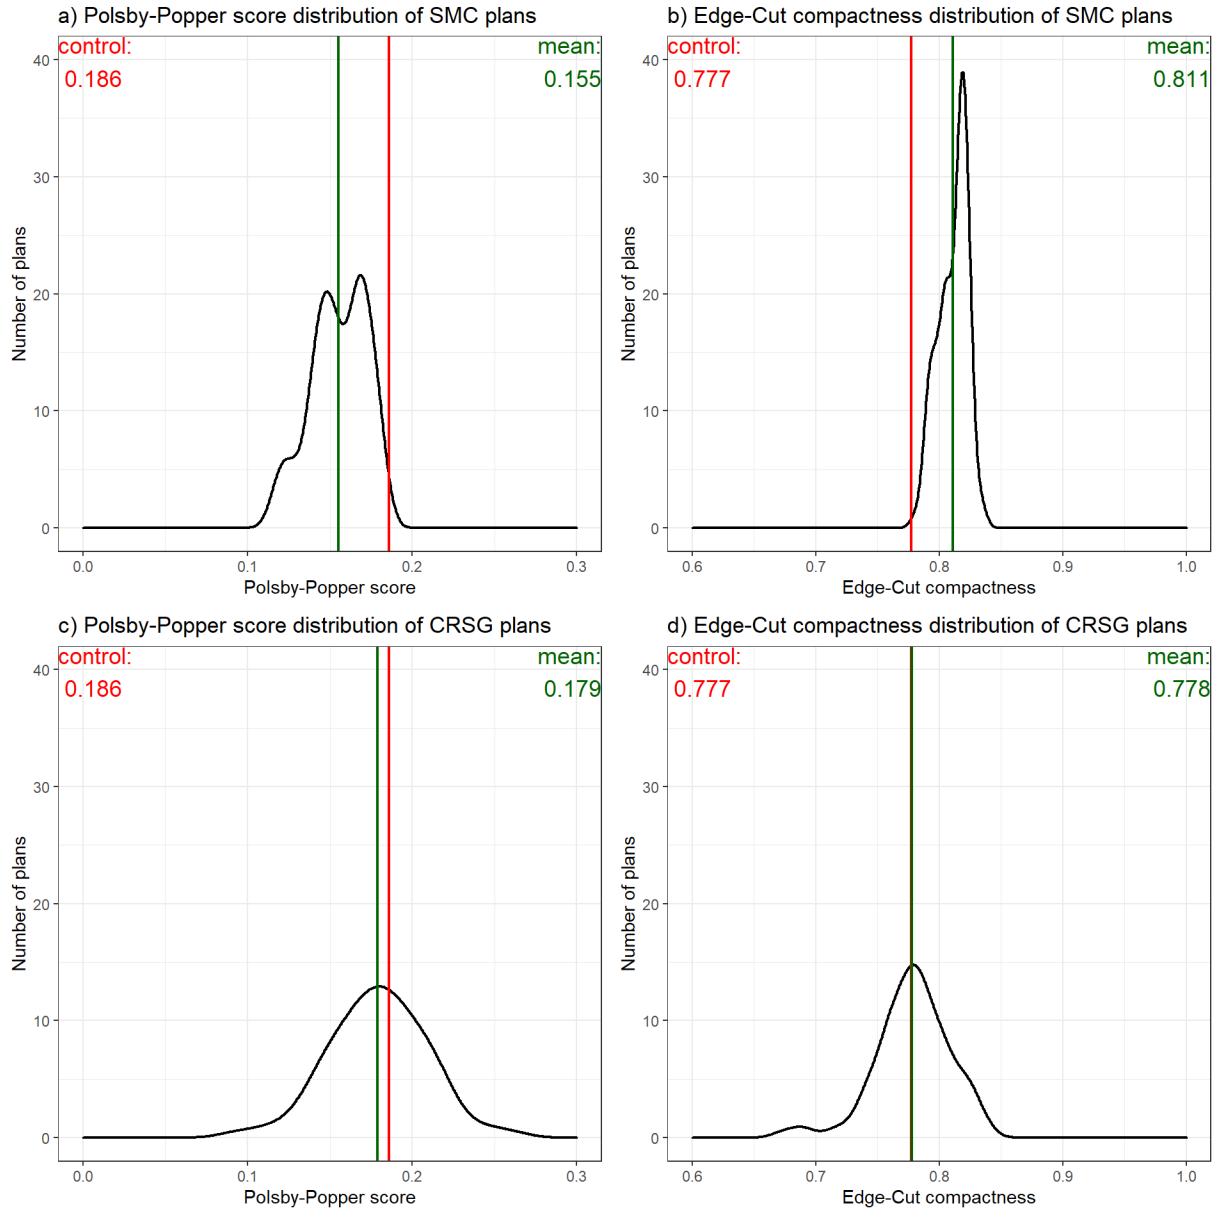 a) Polsby-Popper score distribution of SMC plans
control:
0.186
mean:
0.155
40
30
20
10
0
Number of plans
0.0
0.1
0.2
0.3
Polsby-Popper score
b) Edge-Cut compactness distribution of SMC plans
control:
0.777
mean:
0.811
40
30
20
10
0
Number of plans
0.6
0.7
0.8
0.9
1.0
Edge-Cut compactness
c) Polsby-Popper score distribution of CRSG plans
control:
0.186
mean:
0.179
40
30
20
10
0
Number of plans
0.0
0.1
0.2
0.3
Polsby-Popper score
d) Edge-Cut compactness distribution of CRSG plans
control:
0.777
mean:
0.778
40
30
20
10
0
Number of plans
0.6
0.7
0.8
0.9
1.0
Edge-Cut compactness